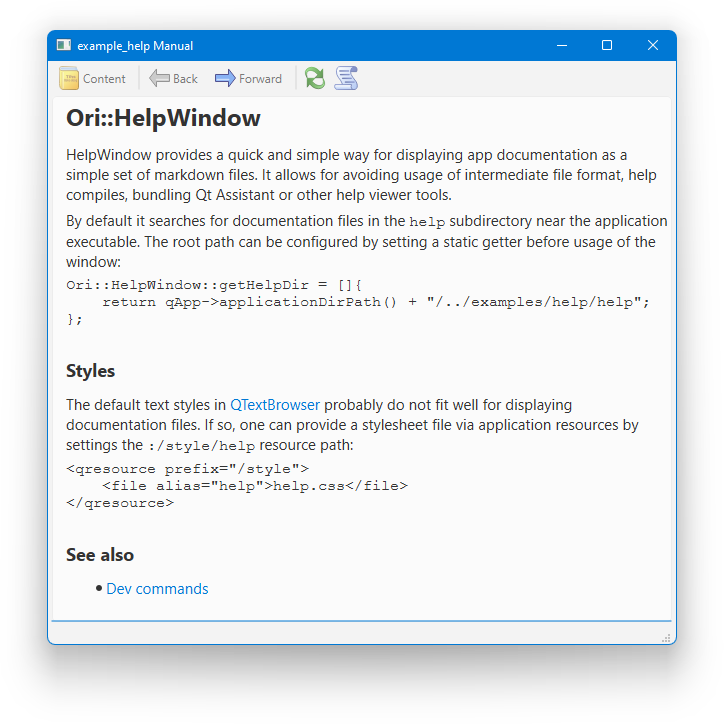 example_help Manual
Content Back Forward
Ori::HelpWindow
HelpWindow provides a quick and simple way for displaying app documentation as a
simple set of markdown files. It allows for avoiding usage of intermediate file format, help
compiles, bundling Qt Assistant or other help viewer tools.
By default it searches for documentation files in the help subdirectory near the application
executable. The root path can be configured by setting a static getter before usage of the
window:
Ori::HelpWindow::getHelpDir = []{
    return qApp->applicationDirPath() + "/../examples/help/help";
};
Styles
The default text styles in QTextBrowser probably do not fit well for displaying
documentation files. If so, one can provide a stylesheet file via application resources by
settings the :/style/help resource path:
<qresource prefix="/style">
    <file alias="help">help.css</file>
</qresource>
See also
• Dev commands